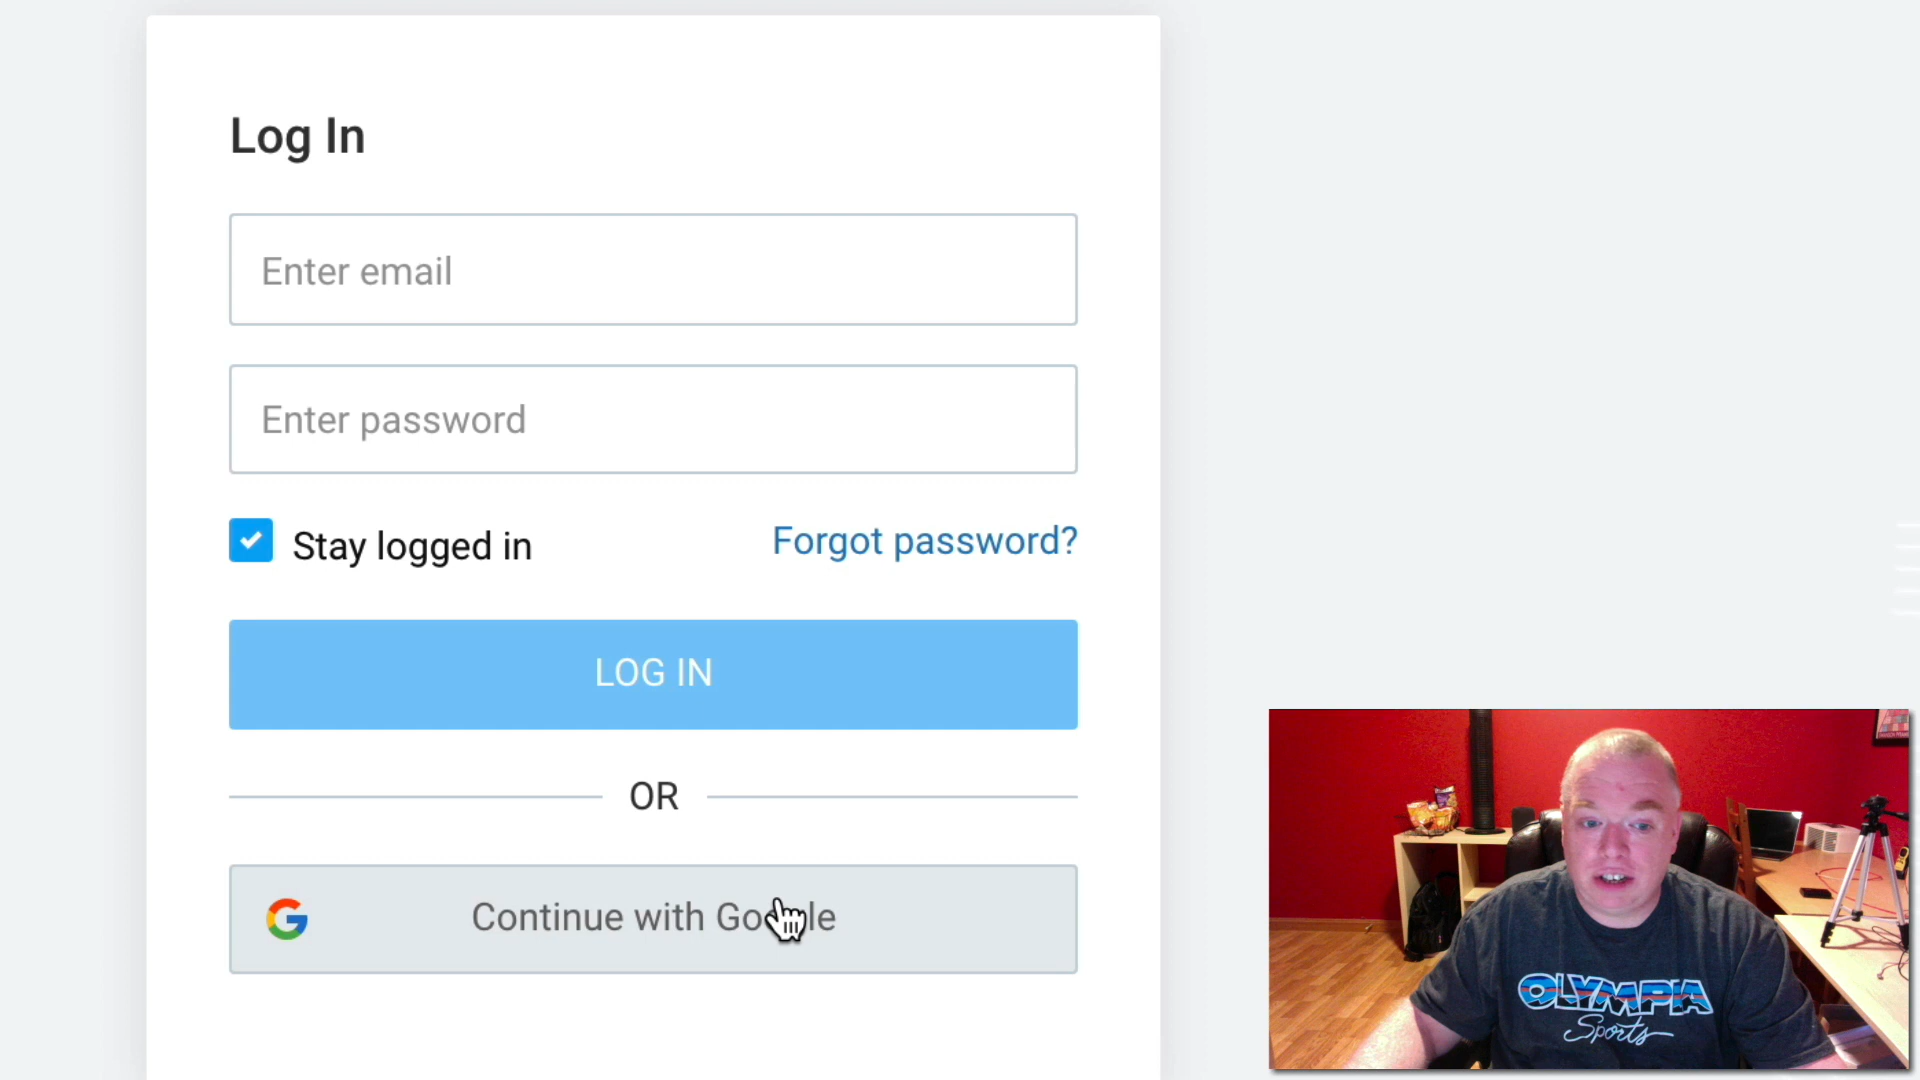 Log In
Enter email
Enter password
Stay logged in
Forgot password?
LOG IN
OR
Continue with Google
OLYMPIA
Sports